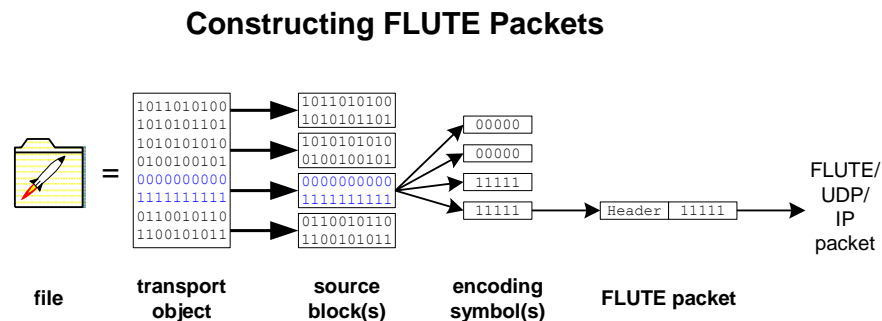 Constructing FLUTE Packets
=
1011010100
1010101101
1010101010
0100100101
0000000000
1111111111
0110010110
1100101011
1011010100
1010101101
1010101010
0100100101
0000000000
1111111111
0110010110
1100101011
00000
00000
11111
11111
Header 11111
FLUTE/
UDP/
IP
packet
file
transport
object
source
block(s)
encoding
symbol(s)
FLUTE packet